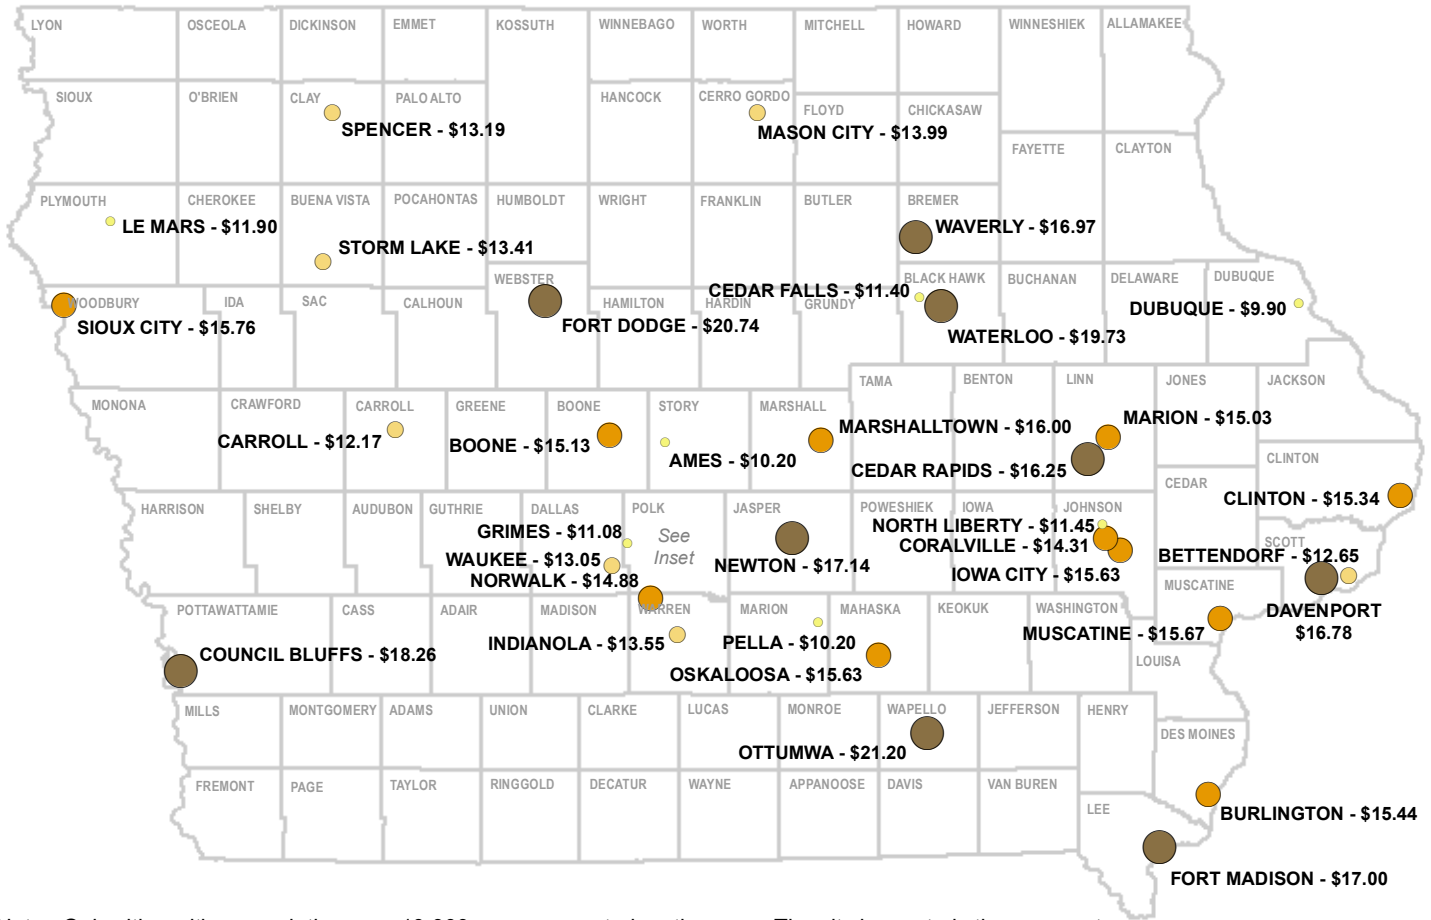 LYON OSCEOLA DICKINSON EMMET KOSSUTH WINNEBAGO WORTH MITCHELL HOWARD WINNESHIEK ALLAMAKEE
SIOUX O'BRIEN CLAY PALO ALTO HANCOCK CERRO GORDO FLOYD CHICKASAW
SPENCER - $13.19 MASON CITY - $13.99
FAYETTE CLAYTON
PLYMOUTH CHEROKEE BUENA VISTA POCAHONTAS HUMBOLDT WRIGHT FRANKLIN BUTLER BREMER
LE MARS - $11.90 WAVERLY - $16.97
STORM LAKE - $13.41
WEBSTER BLACK HAWK BUCHANAN DELAWARE DUBUQUE
CEDAR FALLS - $11.40
WOODBURY IDA SAC CALHOUN HAMILTON HARDIN GRUNDY
DUBUQUE - $9.90
SIOUX CITY - $15.76 FORT DODGE - $20.74
WATERLOO - $19.73
TAMA BENTON LINN JONES JACKSON
MONONA CRAWFORD CARROLL GREENE BOONE STORY MARSHALL
MARSHALLTOWN - $16.00 MARION - $15.03
CARROLL - $12.17 BOONE - $15.13
AMES - $10.20 CEDAR RAPIDS - $16.25
CLINTON
CEDAR CLINTON - $15.34
HARRISON SHELBY AUDUBON GUTHRIE DALLAS POLK JASPER POWESHIEK IOWA JOHNSON
GRIMES - $11.08 NORTH LIBERTY - $11.45
See
Inset
CORALVILLE - $14.31 SCOTT
WAUKEE - $13.05 BETTENDORF - $12.65
NEWTON - $17.14 IOWA CITY - $15.63
NORWALK - $14.88 MUSCATINE
POTTAWATTAMIE CASS ADAIR MADISON WARREN MARION MAHASKA KEOKUK WASHINGTON
DAVENPORT
$16.78
MUSCATINE - $15.67
INDIANOLA - $13.55 PELLA - $10.20
COUNCIL BLUFFS - $18.26 LOUISA
OSKALOOSA - $15.63
MILLS MONTGOMERY ADAMS UNION CLARKE LUCAS MONROE WAPELLO JEFFERSON HENRY
DES MOINES
OTTUMWA - $21.20
FREMONT PAGE TAYLOR RINGGOLD DECATUR WAYNE APPANOOSE DAVIS VAN BUREN
LEE BURLINGTON - $15.44
FORT MADISON - $17.00